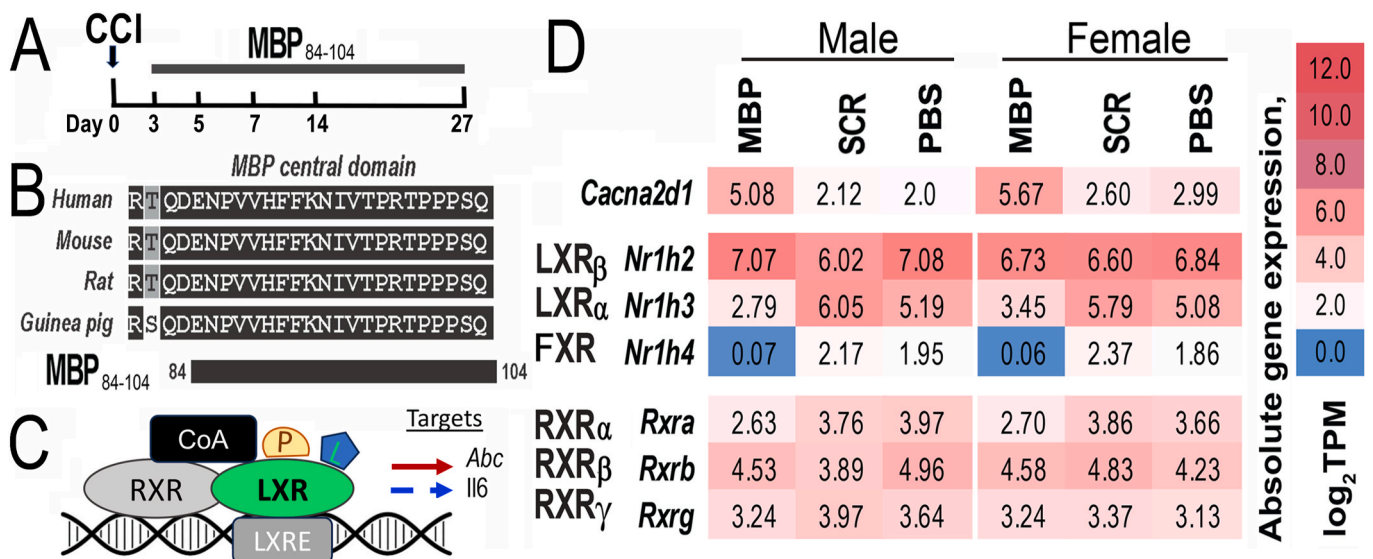 A
CCI
MBP84-104
Day 0 3 5 7 14 27
B
MBP central domain
Human RTQDENPVVHFFKNIVTPRTPPPSQ
Mouse RTQDENPVVHFFKNIVTPRTPPPSQ
Rat RTQDENPVVHFFKNIVTPRTPPPSQ
Guinea pig RSQDENPVVHFFKNIVTPRTPPPSQ
MBP84-104 84 104
C
CoA P L
RXR LXR
LXRE
Targets
Abc
Il6
D
Male Female
MBP SCR PBS MBP SCR PBS
Cacna2d1 5.08 2.12 2.0 5.67 2.60 2.99
LXRβ Nr1h2 7.07 6.02 7.08 6.73 6.60 6.84
LXRα Nr1h3 2.79 6.05 5.19 3.45 5.79 5.08
FXR Nr1h4 0.07 2.17 1.95 0.06 2.37 1.86
RXRα Rxra 2.63 3.76 3.97 2.70 3.86 3.66
RXRβ Rxrb 4.53 3.89 4.96 4.58 4.83 4.23
RXRγ Rxrg 3.24 3.97 3.64 3.24 3.37 3.13
Absolute gene expression,
log2TPM
12.0
10.0
8.0
6.0
4.0
2.0
0.0